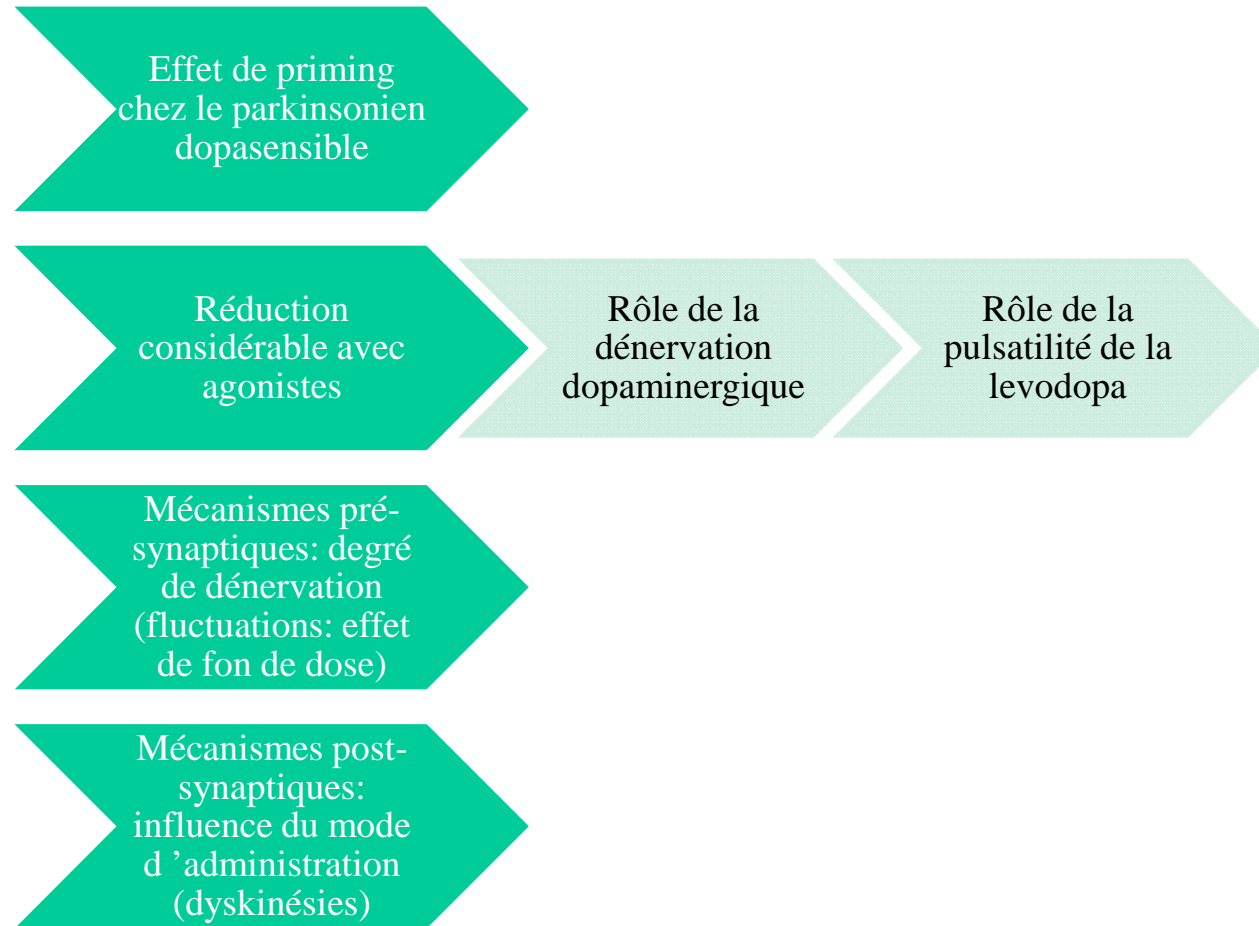 Effet de priming
chez le parkinsonien
dopasensible
Réduction
considérable avec
agonistes
Rôle de la
dénervation
dopaminergique
Rôle de la
pulsatilité de la
levodopa
Mécanismes pré-
synaptiques: degré
de dénervation
(fluctuations: effet
de fon de dose)
Mécanismes post-
synaptiques:
influence du mode
d ’administration
(dyskinésies)